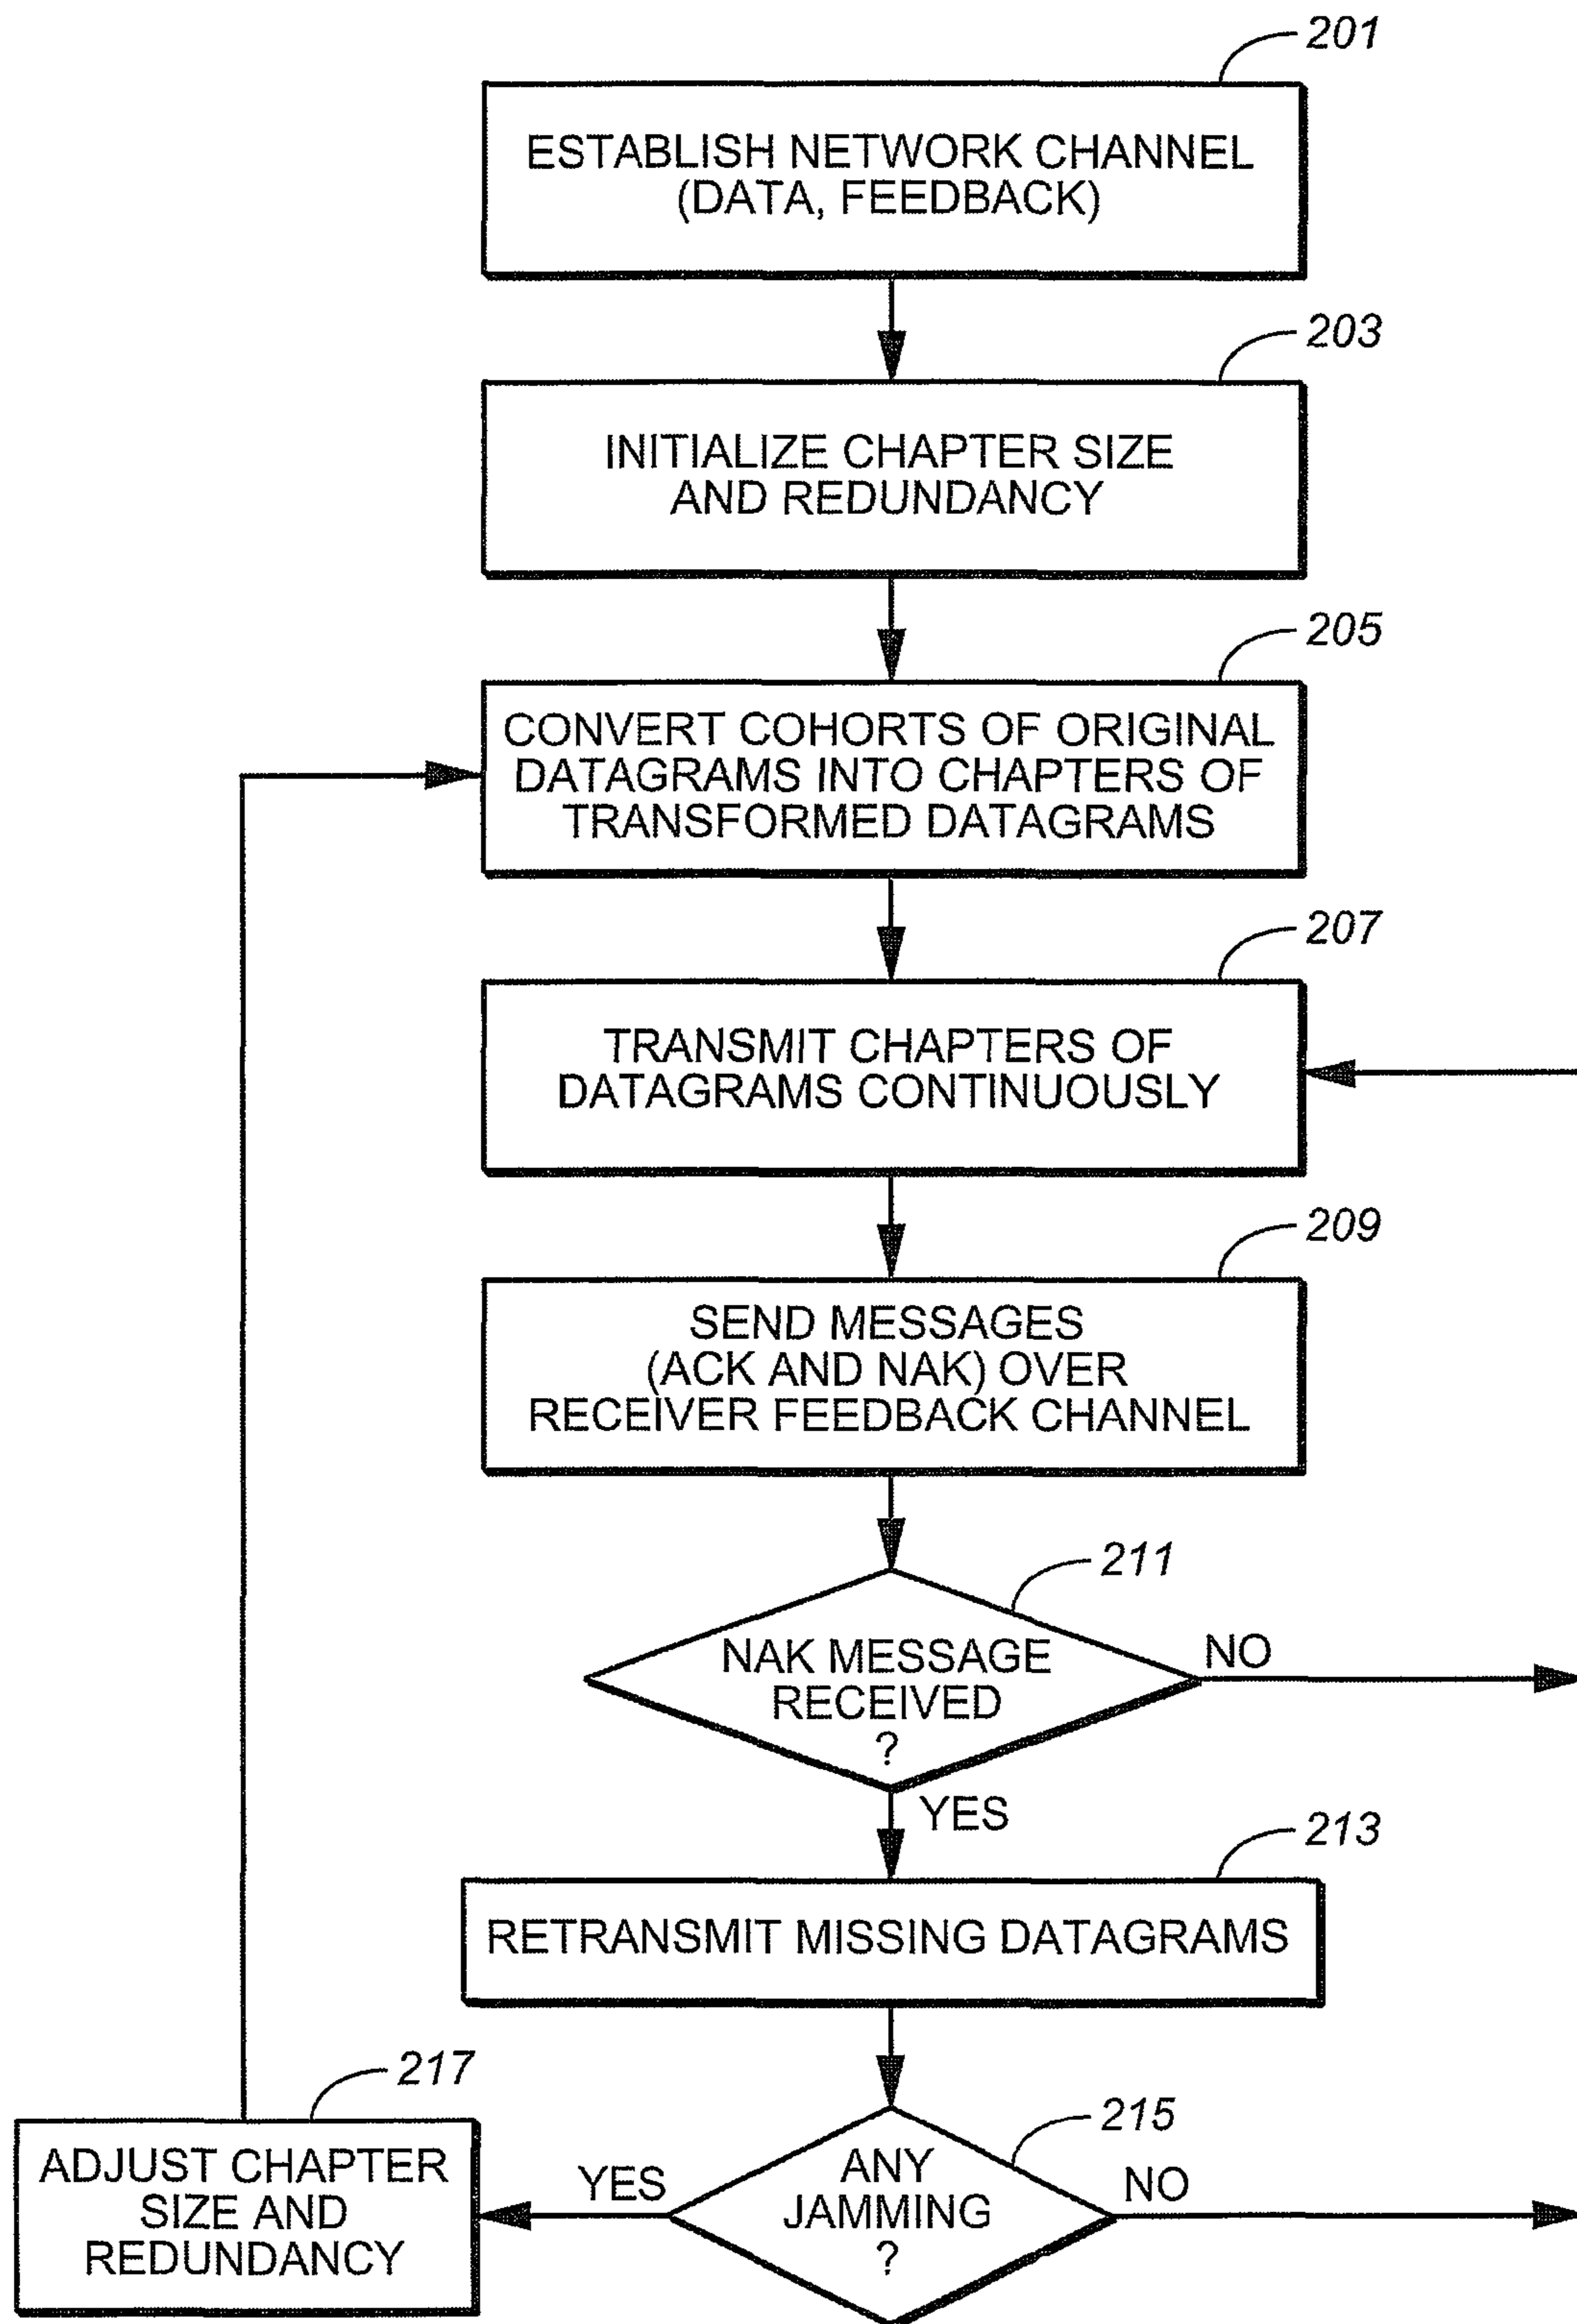 201
ESTABLISH NETWORK CHANNEL
(DATA, FEEDBACK)
203
INITIALIZE CHAPTER SIZE
AND REDUNDANCY
205
CONVERT COHORTS OF ORIGINAL
DATAGRAMS INTO CHAPTERS OF
TRANSFORMED DATAGRAMS
207
TRANSMIT CHAPTERS OF
DATAGRAMS CONTINUOUSLY
209
SEND MESSAGES
(ACK AND NAK) OVER
RECEIVER FEEDBACK CHANNEL
211
NAK MESSAGE
RECEIVED
?
NO
YES
213
RETRANSMIT MISSING DATAGRAMS
215
ANY
JAMMING
?
NO
YES
217
ADJUST CHAPTER
SIZE AND
REDUNDANCY